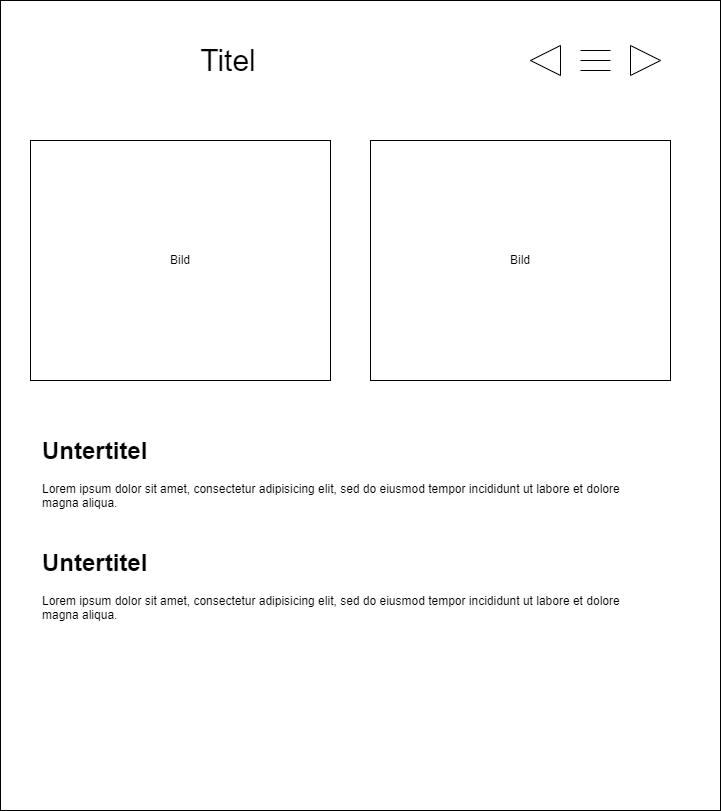 Titel
Bild
Bild
Untertitel
Lorem ipsum dolor sit amet, consectetur adipisicing elit, sed do eiusmod tempor incididunt ut labore et dolore
magna aliqua.
Untertitel
Lorem ipsum dolor sit amet, consectetur adipisicing elit, sed do eiusmod tempor incididunt ut labore et dolore
magna aliqua.